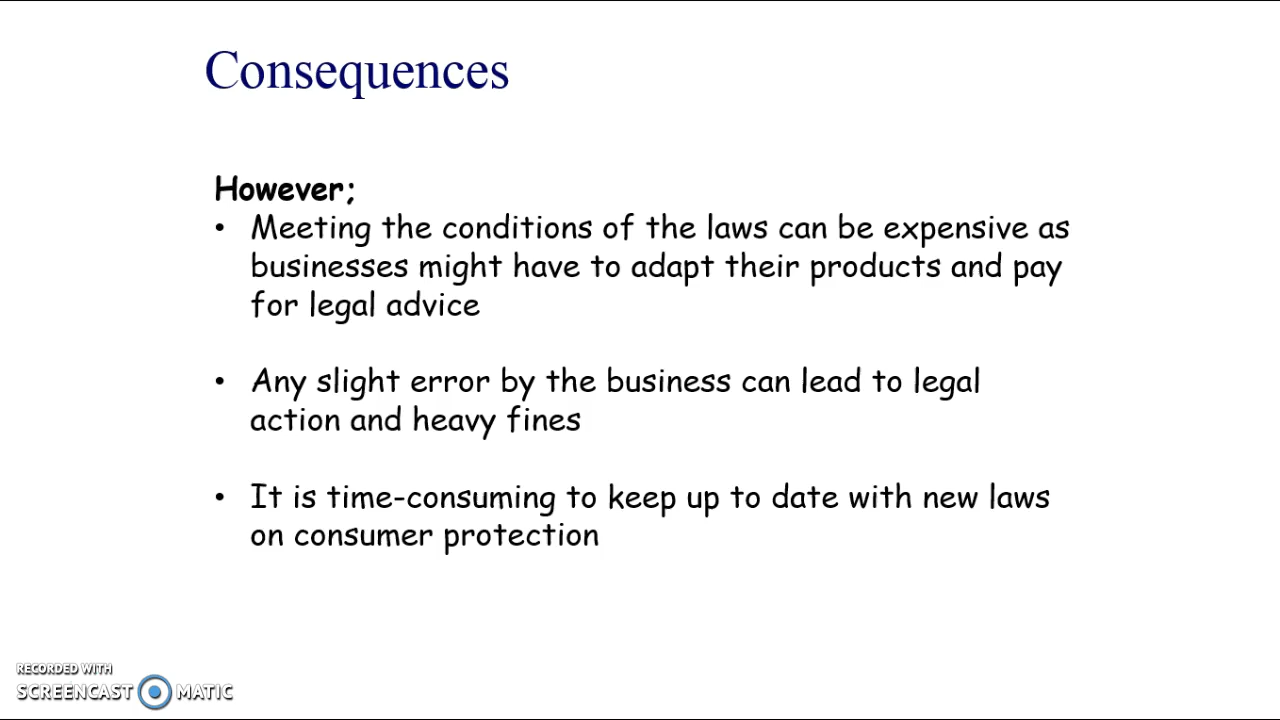 Consequences
However;
• Meeting the conditions of the laws can be expensive as
businesses might have to adapt their products and pay
for legal advice
• Any slight error by the business can lead to legal
action and heavy fines
• It is time-consuming to keep up to date with new laws
on consumer protection
RECORDED WITH
SCREENCAST MATIC